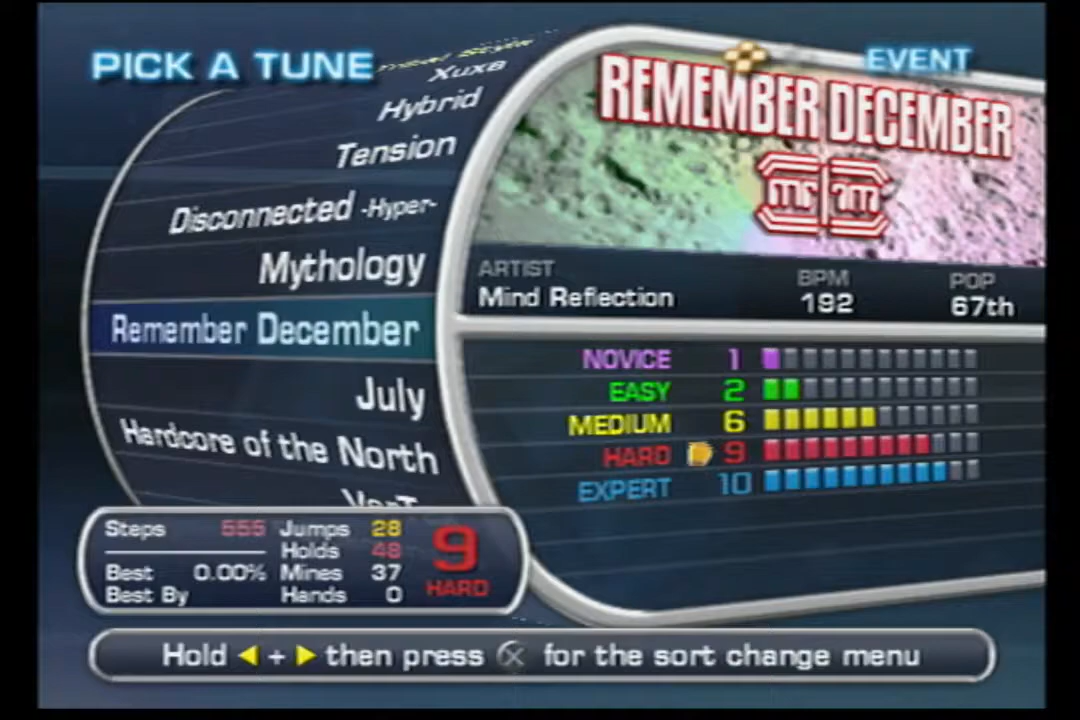 PICK A TUNE
EVENT
Xuxa
Hybrid
Tension
Disconnected -Hyper-
Mythology
Remember December
July
Hardcore of the North
VerT
REMEMBER DECEMBER
ARTIST
Mind Reflection
BPM
192
POP
67th
NOVICE 1
EASY 2
MEDIUM 6
HARD 9
EXPERT 10
Steps 555 Jumps 28
Holds 48
Best 0.00% Mines 37
Best By Hands 0
9
HARD
Hold ◀ + ▶ then press ⓧ for the sort change menu